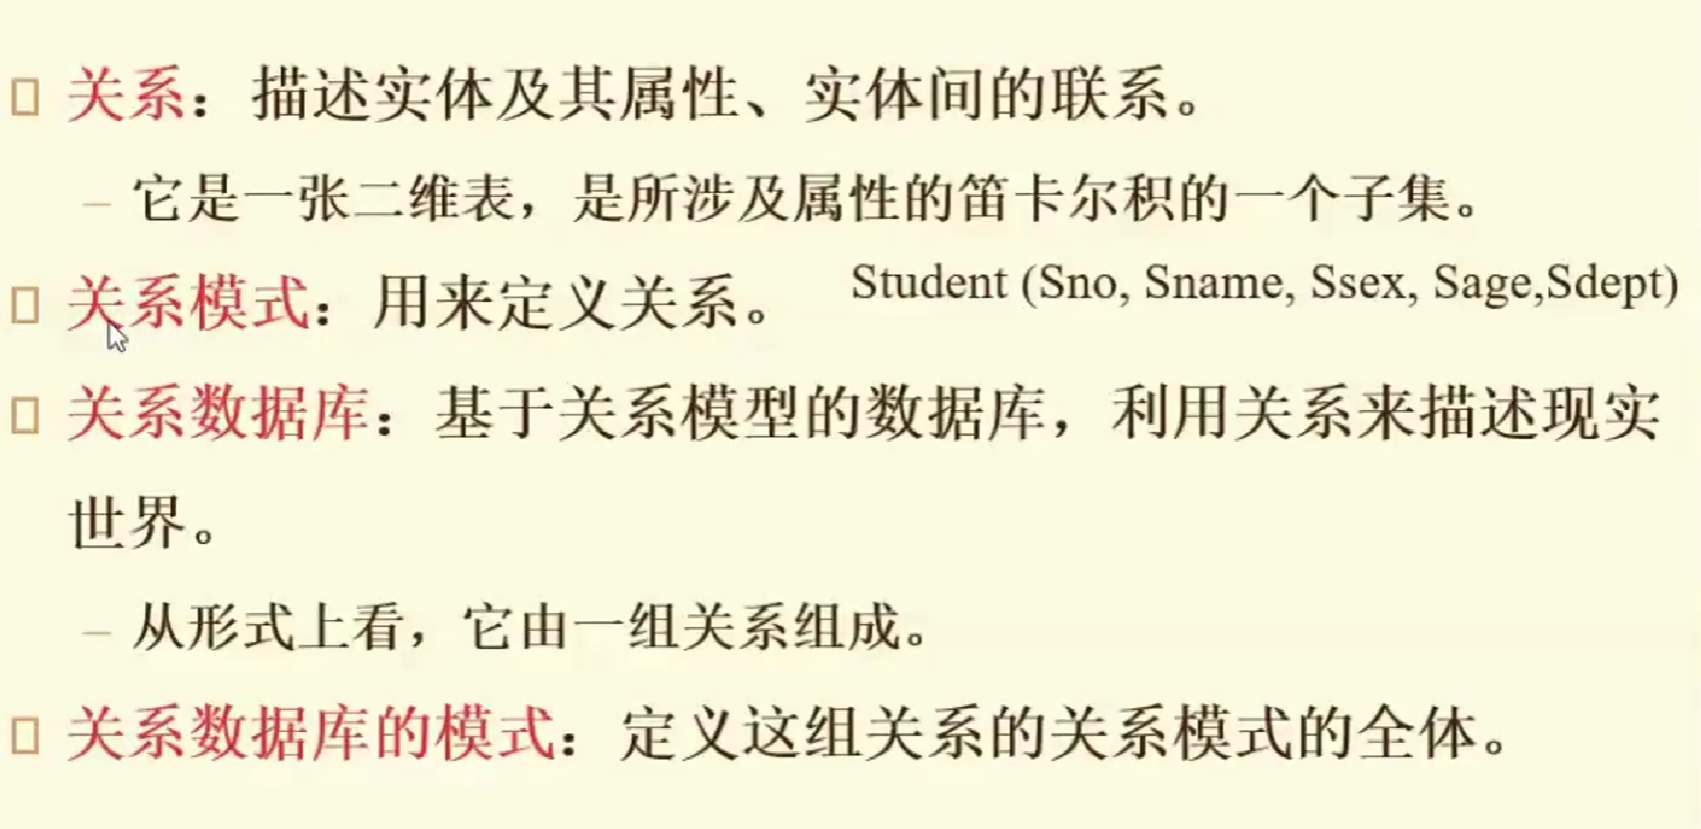 关系：描述实体及其属性、实体间的联系。
– 它是一张二维表，是所涉及属性的笛卡尔积的一个子集。
关系模式：用来定义关系。 Student (Sno, Sname, Ssex, Sage,Sdept)
关系数据库：基于关系模型的数据库，利用关系来描述现实
世界。
– 从形式上看，它由一组关系组成。
关系数据库的模式：定义这组关系的关系模式的全体。